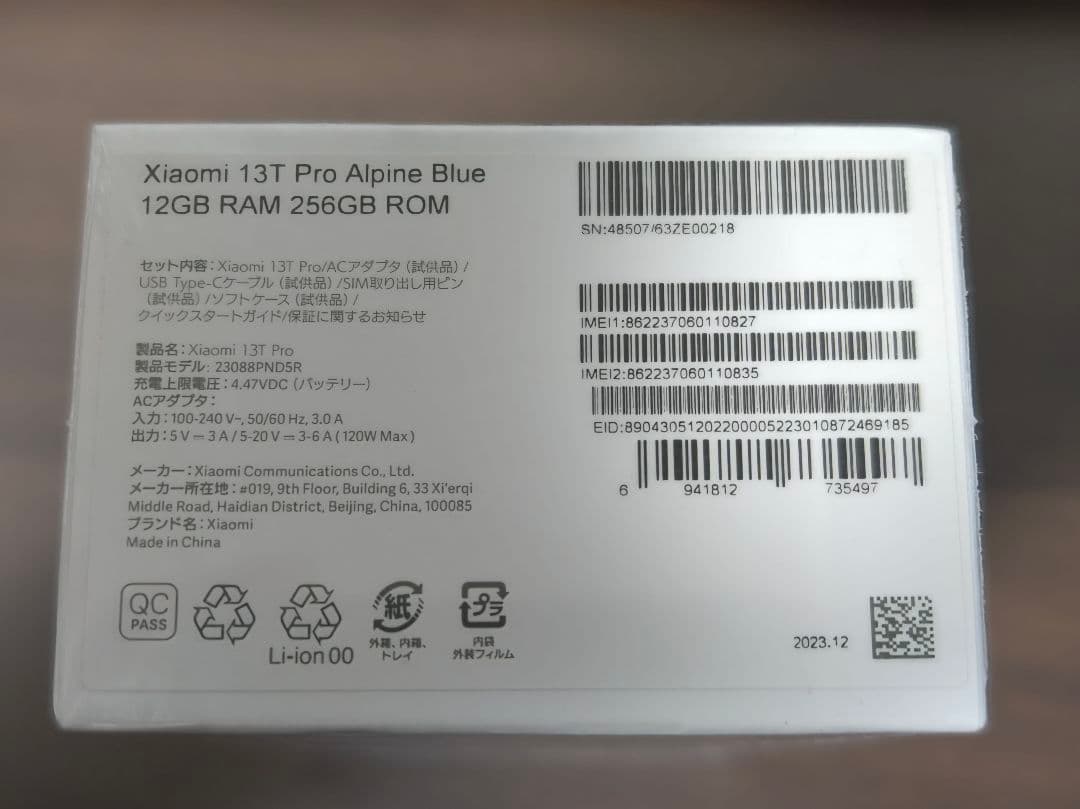 Xiaomi 13T Pro Alpine Blue
12GB RAM 256GB ROM
セット内容：Xiaomi 13T Pro/ACアダプタ（試供品）/
USB Type-Cケーブル（試供品）/SIM取り出し用ピン
（試供品）/ソフトケース（試供品）/
クイックスタートガイド/保証に関するお知らせ
製品名：Xiaomi 13T Pro
製品モデル：23088PND5R
充電上限電圧：4.47VDC（バッテリー）
ACアダプタ：
入力：100-240 V~, 50/60 Hz, 3.0 A
出力：5 V⎓3 A / 5-20 V⎓3-6 A ( 120W Max )
メーカー：Xiaomi Communications Co., Ltd.
メーカー所在地：#019, 9th Floor, Building 6, 33 Xi'erqi
Middle Road, Haidian District, Beijing, China, 100085
ブランド名：Xiaomi
Made in China
QC
PASS
Li-ion 00
紙
外箱、内箱、
トレイ
プラ
内袋
外装フィルム
SN:48507/63ZE00218
IMEI1:862237060110827
IMEI2:862237060110835
EID:89043051202200005223010872469185
6 941812 735497
2023.12